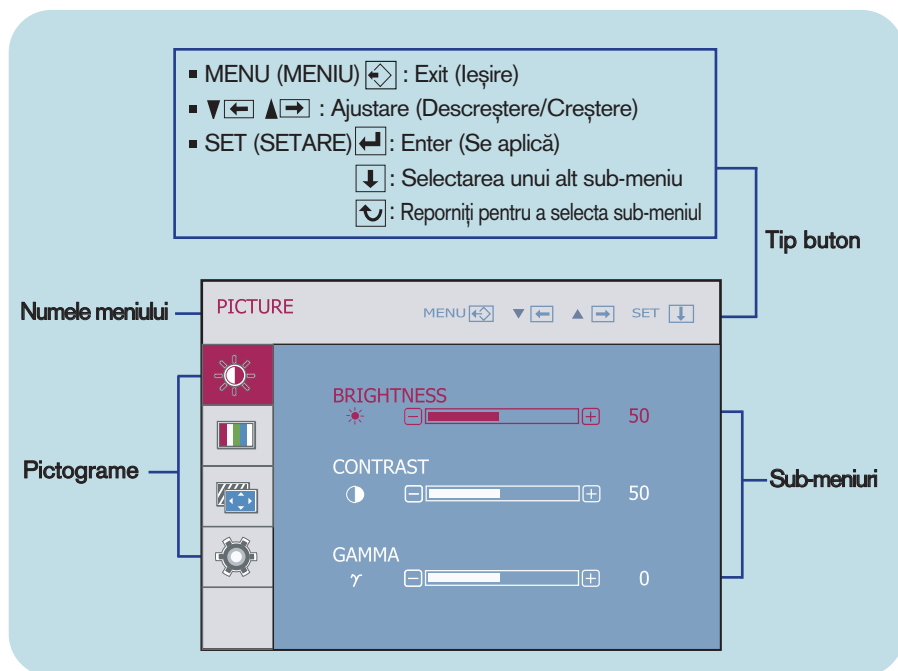 ▪ MENU (MENIU) : Exit (Ieșire)
▪ ▼ ▲ : Ajustare (Descreștere/Creștere)
▪ SET (SETARE) : Enter (Se aplică)
: Selectarea unui alt sub-meniu
: Reporniți pentru a selecta sub-meniul
Tip buton
Numele meniului
PICTURE
MENU ▼ ▲ SET
Pictograme
BRIGHTNESS
50
CONTRAST
50
GAMMA
γ 0
Sub-meniuri